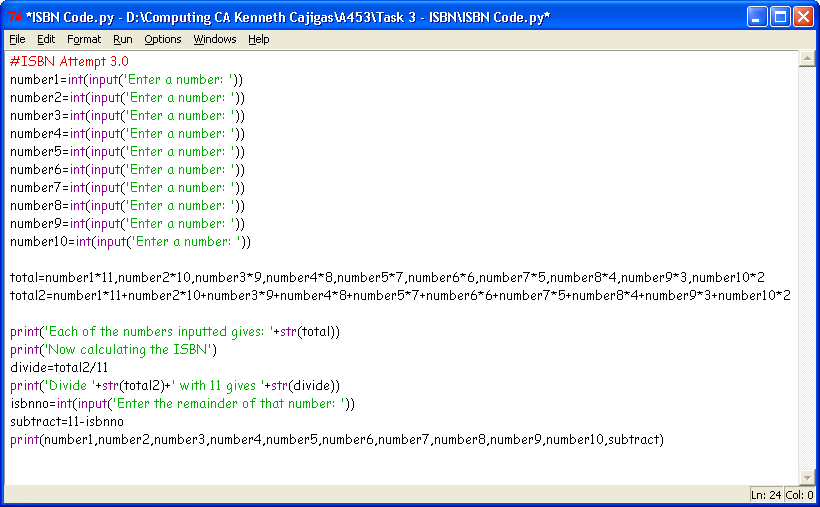 *ISBN Code.py - D:\Computing CA Kenneth Cajigas\A453\Task 3 - ISBN\ISBN Code.py*
File Edit Format Run Options Windows Help
#ISBN Attempt 3.0
number1=int(input('Enter a number: '))
number2=int(input('Enter a number: '))
number3=int(input('Enter a number: '))
number4=int(input('Enter a number: '))
number5=int(input('Enter a number: '))
number6=int(input('Enter a number: '))
number7=int(input('Enter a number: '))
number8=int(input('Enter a number: '))
number9=int(input('Enter a number: '))
number10=int(input('Enter a number: '))
total=number1*11,number2*10,number3*9,number4*8,number5*7,number6*6,number7*5,number8*4,number9*3,number10*2
total2=number1*11+number2*10+number3*9+number4*8+number5*7+number6*6+number7*5+number8*4+number9*3+number10*2
print('Each of the numbers inputted gives: '+str(total))
print('Now calculating the ISBN')
divide=total2/11
print('Divide '+str(total2)+' with 11 gives '+str(divide))
isbnno=int(input('Enter the remainder of that number: '))
subtract=11-isbnno
print(number1,number2,number3,number4,number5,number6,number7,number8,number9,number10,subtract)
Ln: 24 Col: 0